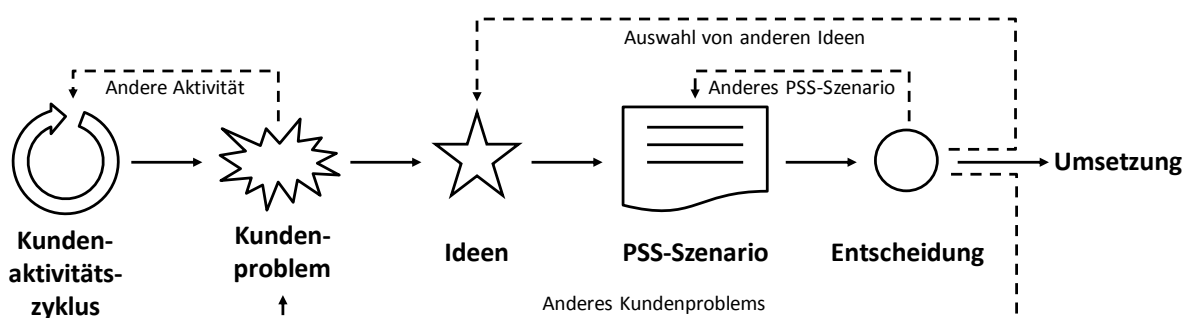 Auswahl von anderen Ideen
Andere Aktivität
Anderes PSS-Szenario
Umsetzung
Kunden-
aktivitäts-
zyklus
Kunden-
problem
Ideen
PSS-Szenario
Entscheidung
Anderes Kundenproblems